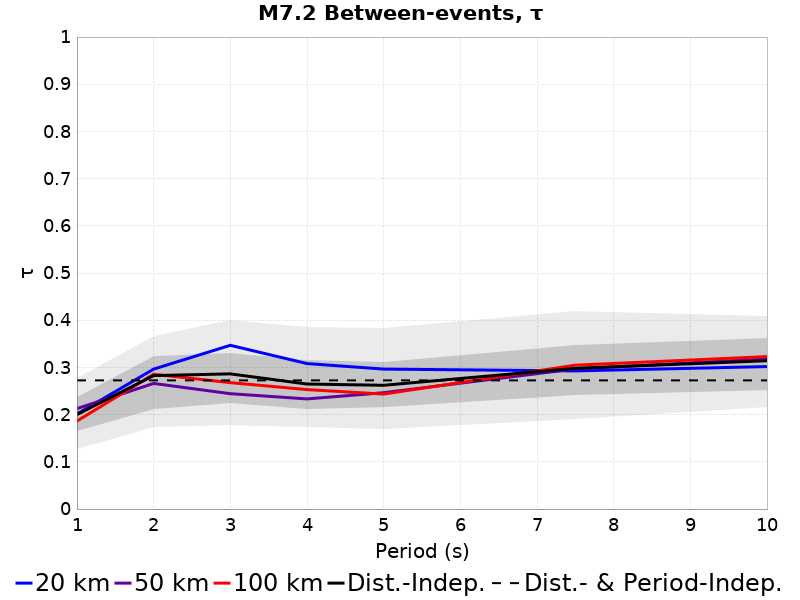 M7.2 Between-events, τ
1
0.9
0.8
0.7
0.6
0.5
0.4
0.3
0.2
0.1
0
τ
1 2 3 4 5 6 7 8 9 10
Period (s)
20 km 50 km 100 km Dist.-Indep. Dist.- & Period-Indep.